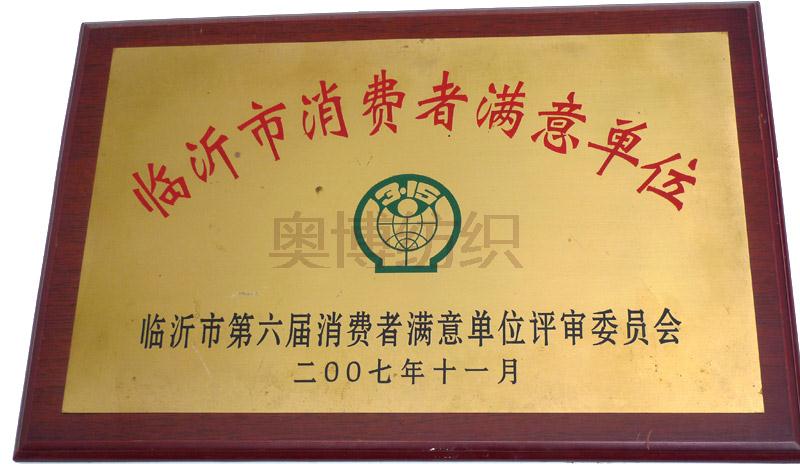 临沂市消费者满意单位
3·15
奥博纺织
临沂市第六届消费者满意单位评审委员会
二00七年十一月